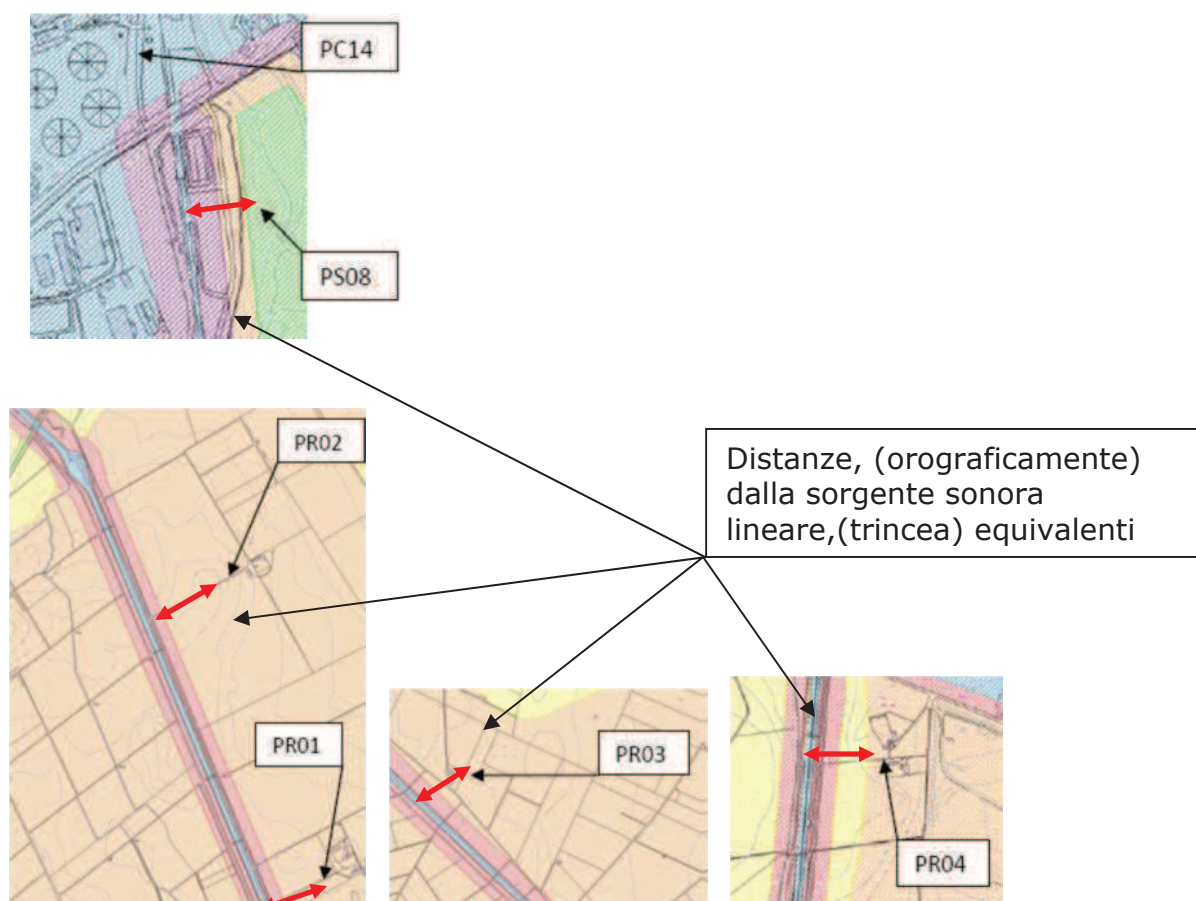 PC14
PS08
PR02
Distanze, (orograficamente)
dalla sorgente sonora
lineare,(trincea) equivalenti
PR01
PR03
PR04